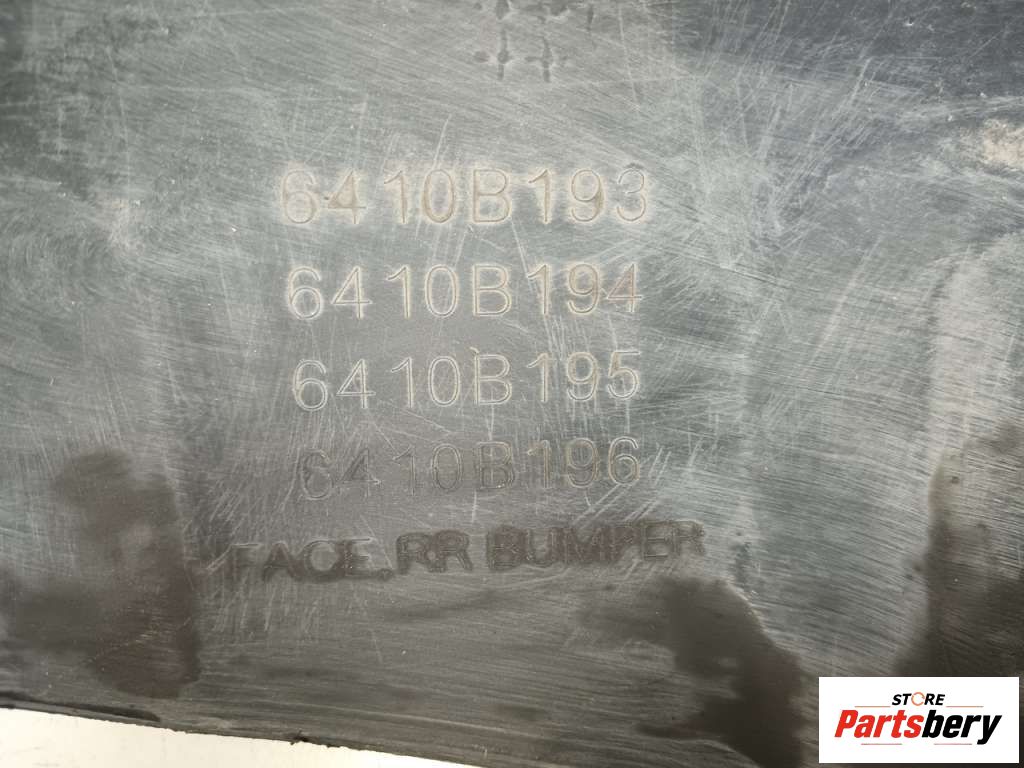 6410B193
6410B194
6410B195
6410B196
FACE.RR BUMPER
STORE
Partsbery